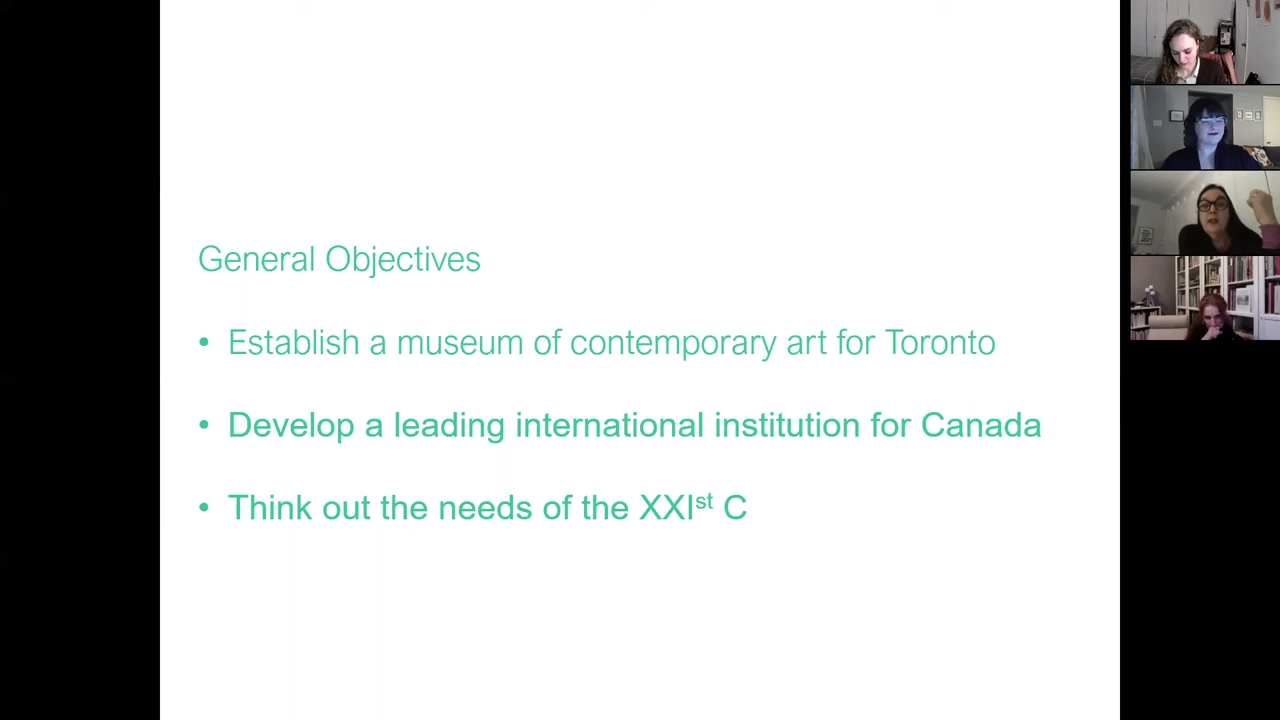 General Objectives
• Establish a museum of contemporary art for Toronto
• Develop a leading international institution for Canada
• Think out the needs of the XXIst C